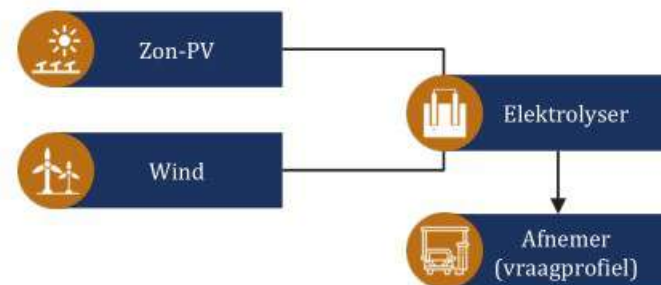 Zon-PV
Wind
Elektrolyser
Afnemer
(vraagprofiel)